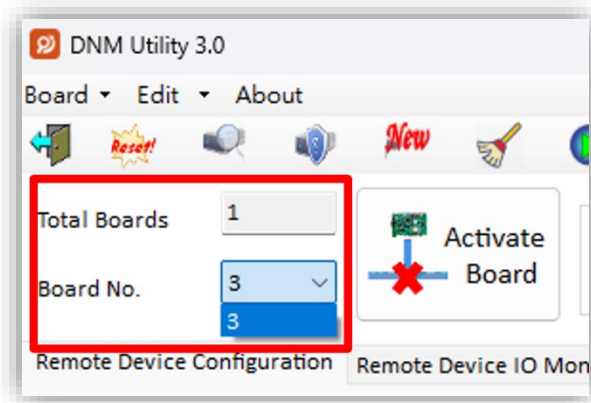 DNM Utility 3.0
Board Edit About
Reset! New
Total Boards 1
Activate Board
Board No. 3
3
Remote Device Configuration Remote Device IO Mon